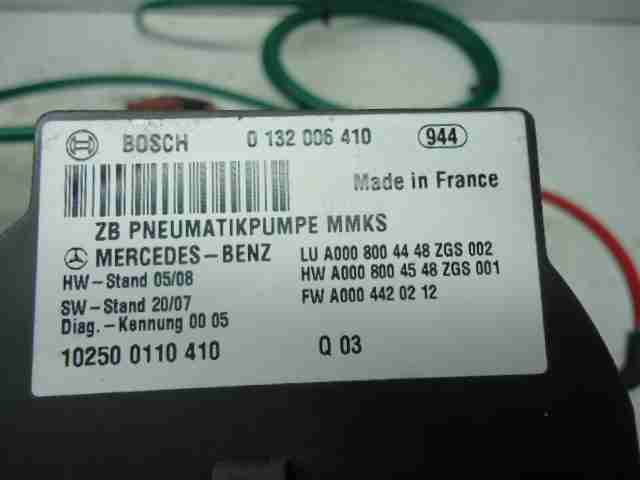 BOSCH 0 132 006 410 944
Made in France
ZB PNEUMATIKPUMPE MMKS
MERCEDES-BENZ LU A000 800 44 48 ZGS 002
HW-Stand 05/08 HW A000 800 45 48 ZGS 001
SW-Stand 20/07 FW A000 442 02 12
Diag.-Kennung 00 05
10250 0110 410 Q 03